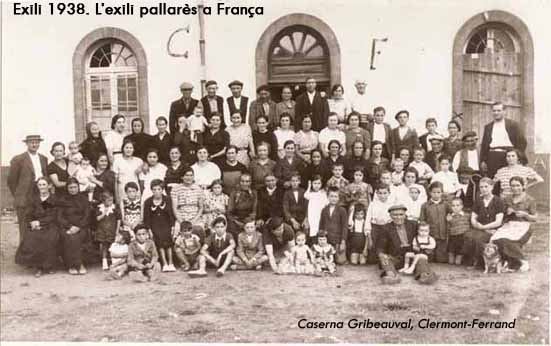 Exili 1938. L'exili pallarès a França
Caserna Gribeauval, Clermont-Ferrand